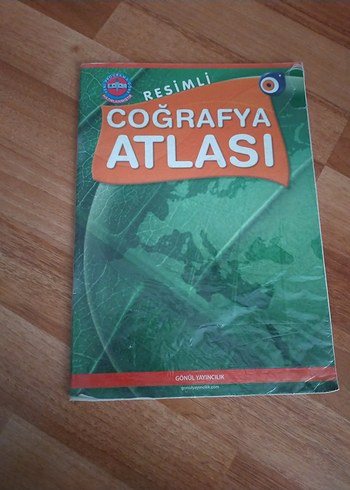 RESİMLİ
COĞRAFYA
ATLASI
GÖNÜL YAYINCILIK